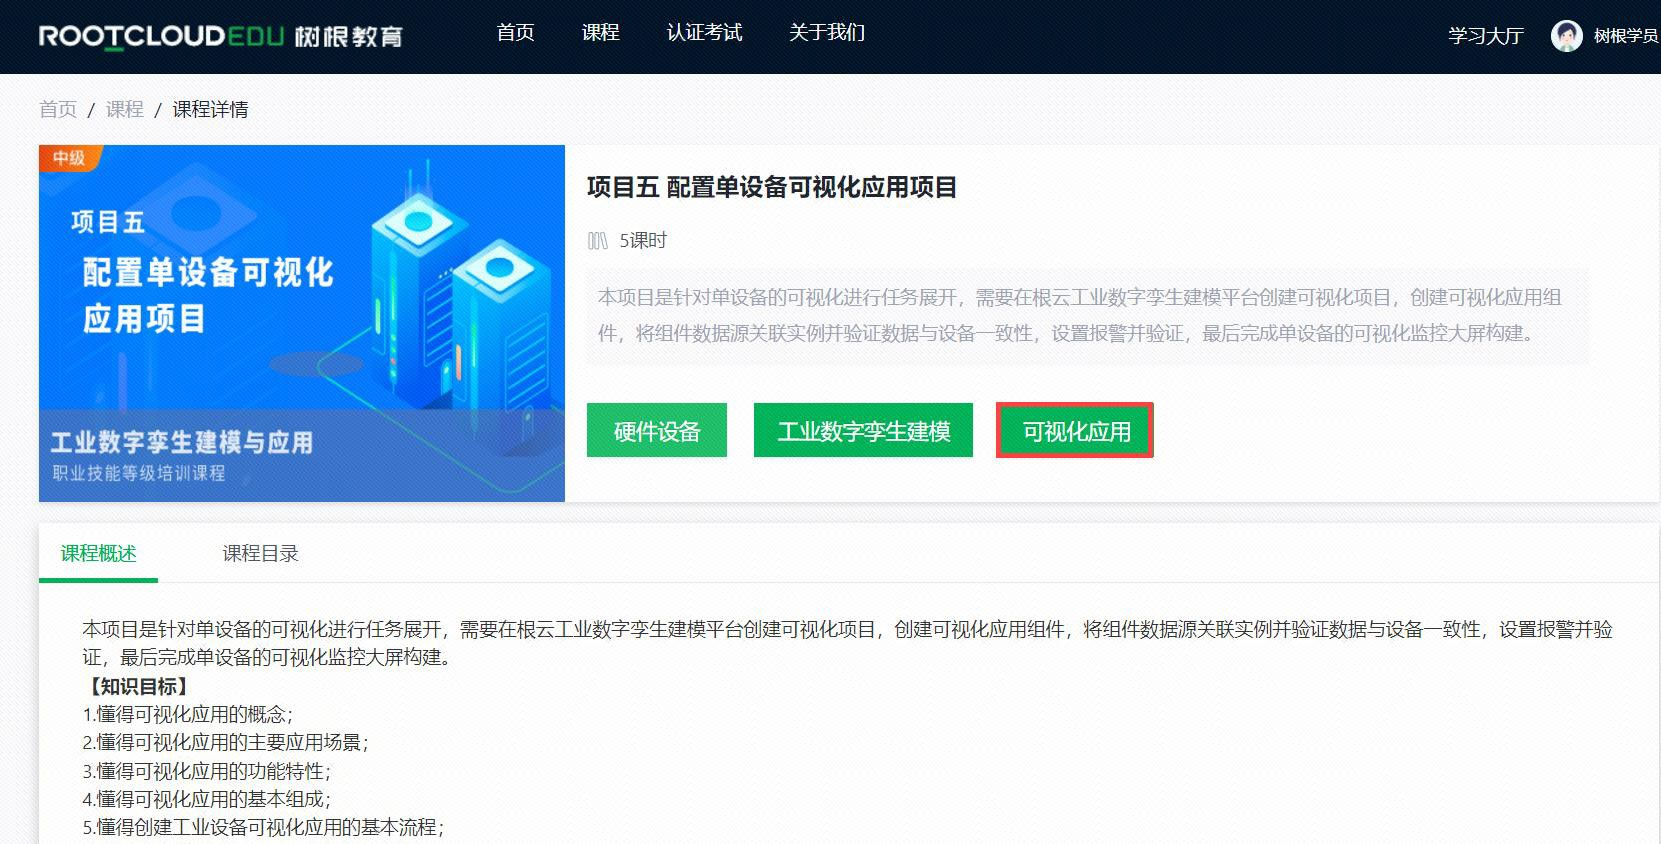 ROOTCLOUDEDU 树根教育
首页 课程 认证考试 关于我们
学习大厅 树根学员
首页 / 课程 / 课程详情
中级
项目五
配置单设备可视化
应用项目
工业数字孪生建模与应用
职业技能等级培训课程
项目五 配置单设备可视化应用项目
5课时
本项目是针对单设备的可视化进行任务展开，需要在根云工业数字孪生建模平台创建可视化项目，创建可视化应用组
件，将组件数据源关联实例并验证数据与设备一致性，设置报警并验证，最后完成单设备的可视化监控大屏构建。
硬件设备 工业数字孪生建模 可视化应用
课程概述 课程目录
本项目是针对单设备的可视化进行任务展开，需要在根云工业数字孪生建模平台创建可视化项目，创建可视化应用组件，将组件数据源关联实例并验证数据与设备一致性，设置报警并验
证，最后完成单设备的可视化监控大屏构建。
【知识目标】
1.懂得可视化应用的概念；
2.懂得可视化应用的主要应用场景；
3.懂得可视化应用的功能特性；
4.懂得可视化应用的基本组成；
5.懂得创建工业设备可视化应用的基本流程；